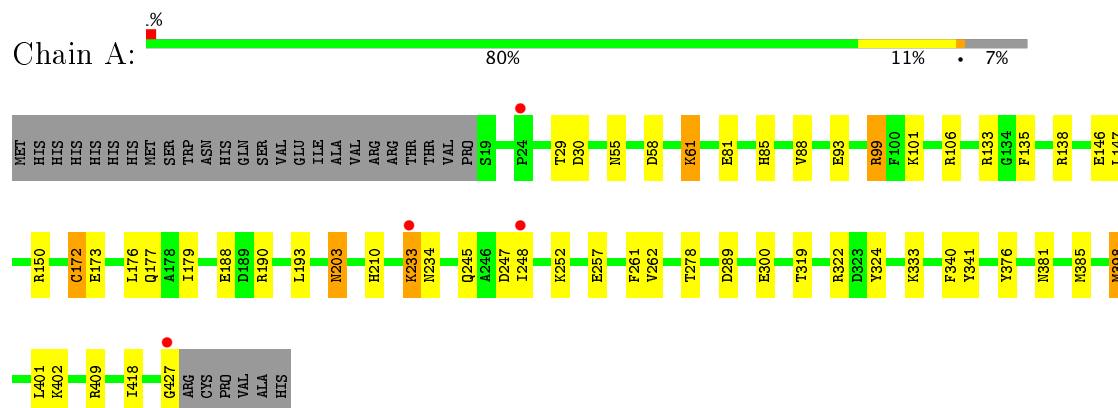 .%
Chain A:
80% 11% • 7%
MET HIS HIS HIS HIS HIS HIS MET SER TRP ASN HIS GLN SER VAL GLU ILE ALA VAL ARG ARG THR THR VAL PRO S19 P24 T29 D30 N55 D58 K61 E81 H85 V88 E93 R99 F100 K101 R106 R133 G134 F135 R138 E146 L147
R150 C172 E173 L176 Q177 A178 I179 E188 D189 R190 L193 N203 H210 K233 N234 Q245 A246 D247 I248 K252 E257 F261 V262 T278 D289 E300 T319 R322 D323 Y324 K333 F340 Y341 Y376 N381 M385
L401 K402 R409 I418 G427 ARG CYS PRO VAL ALA HIS